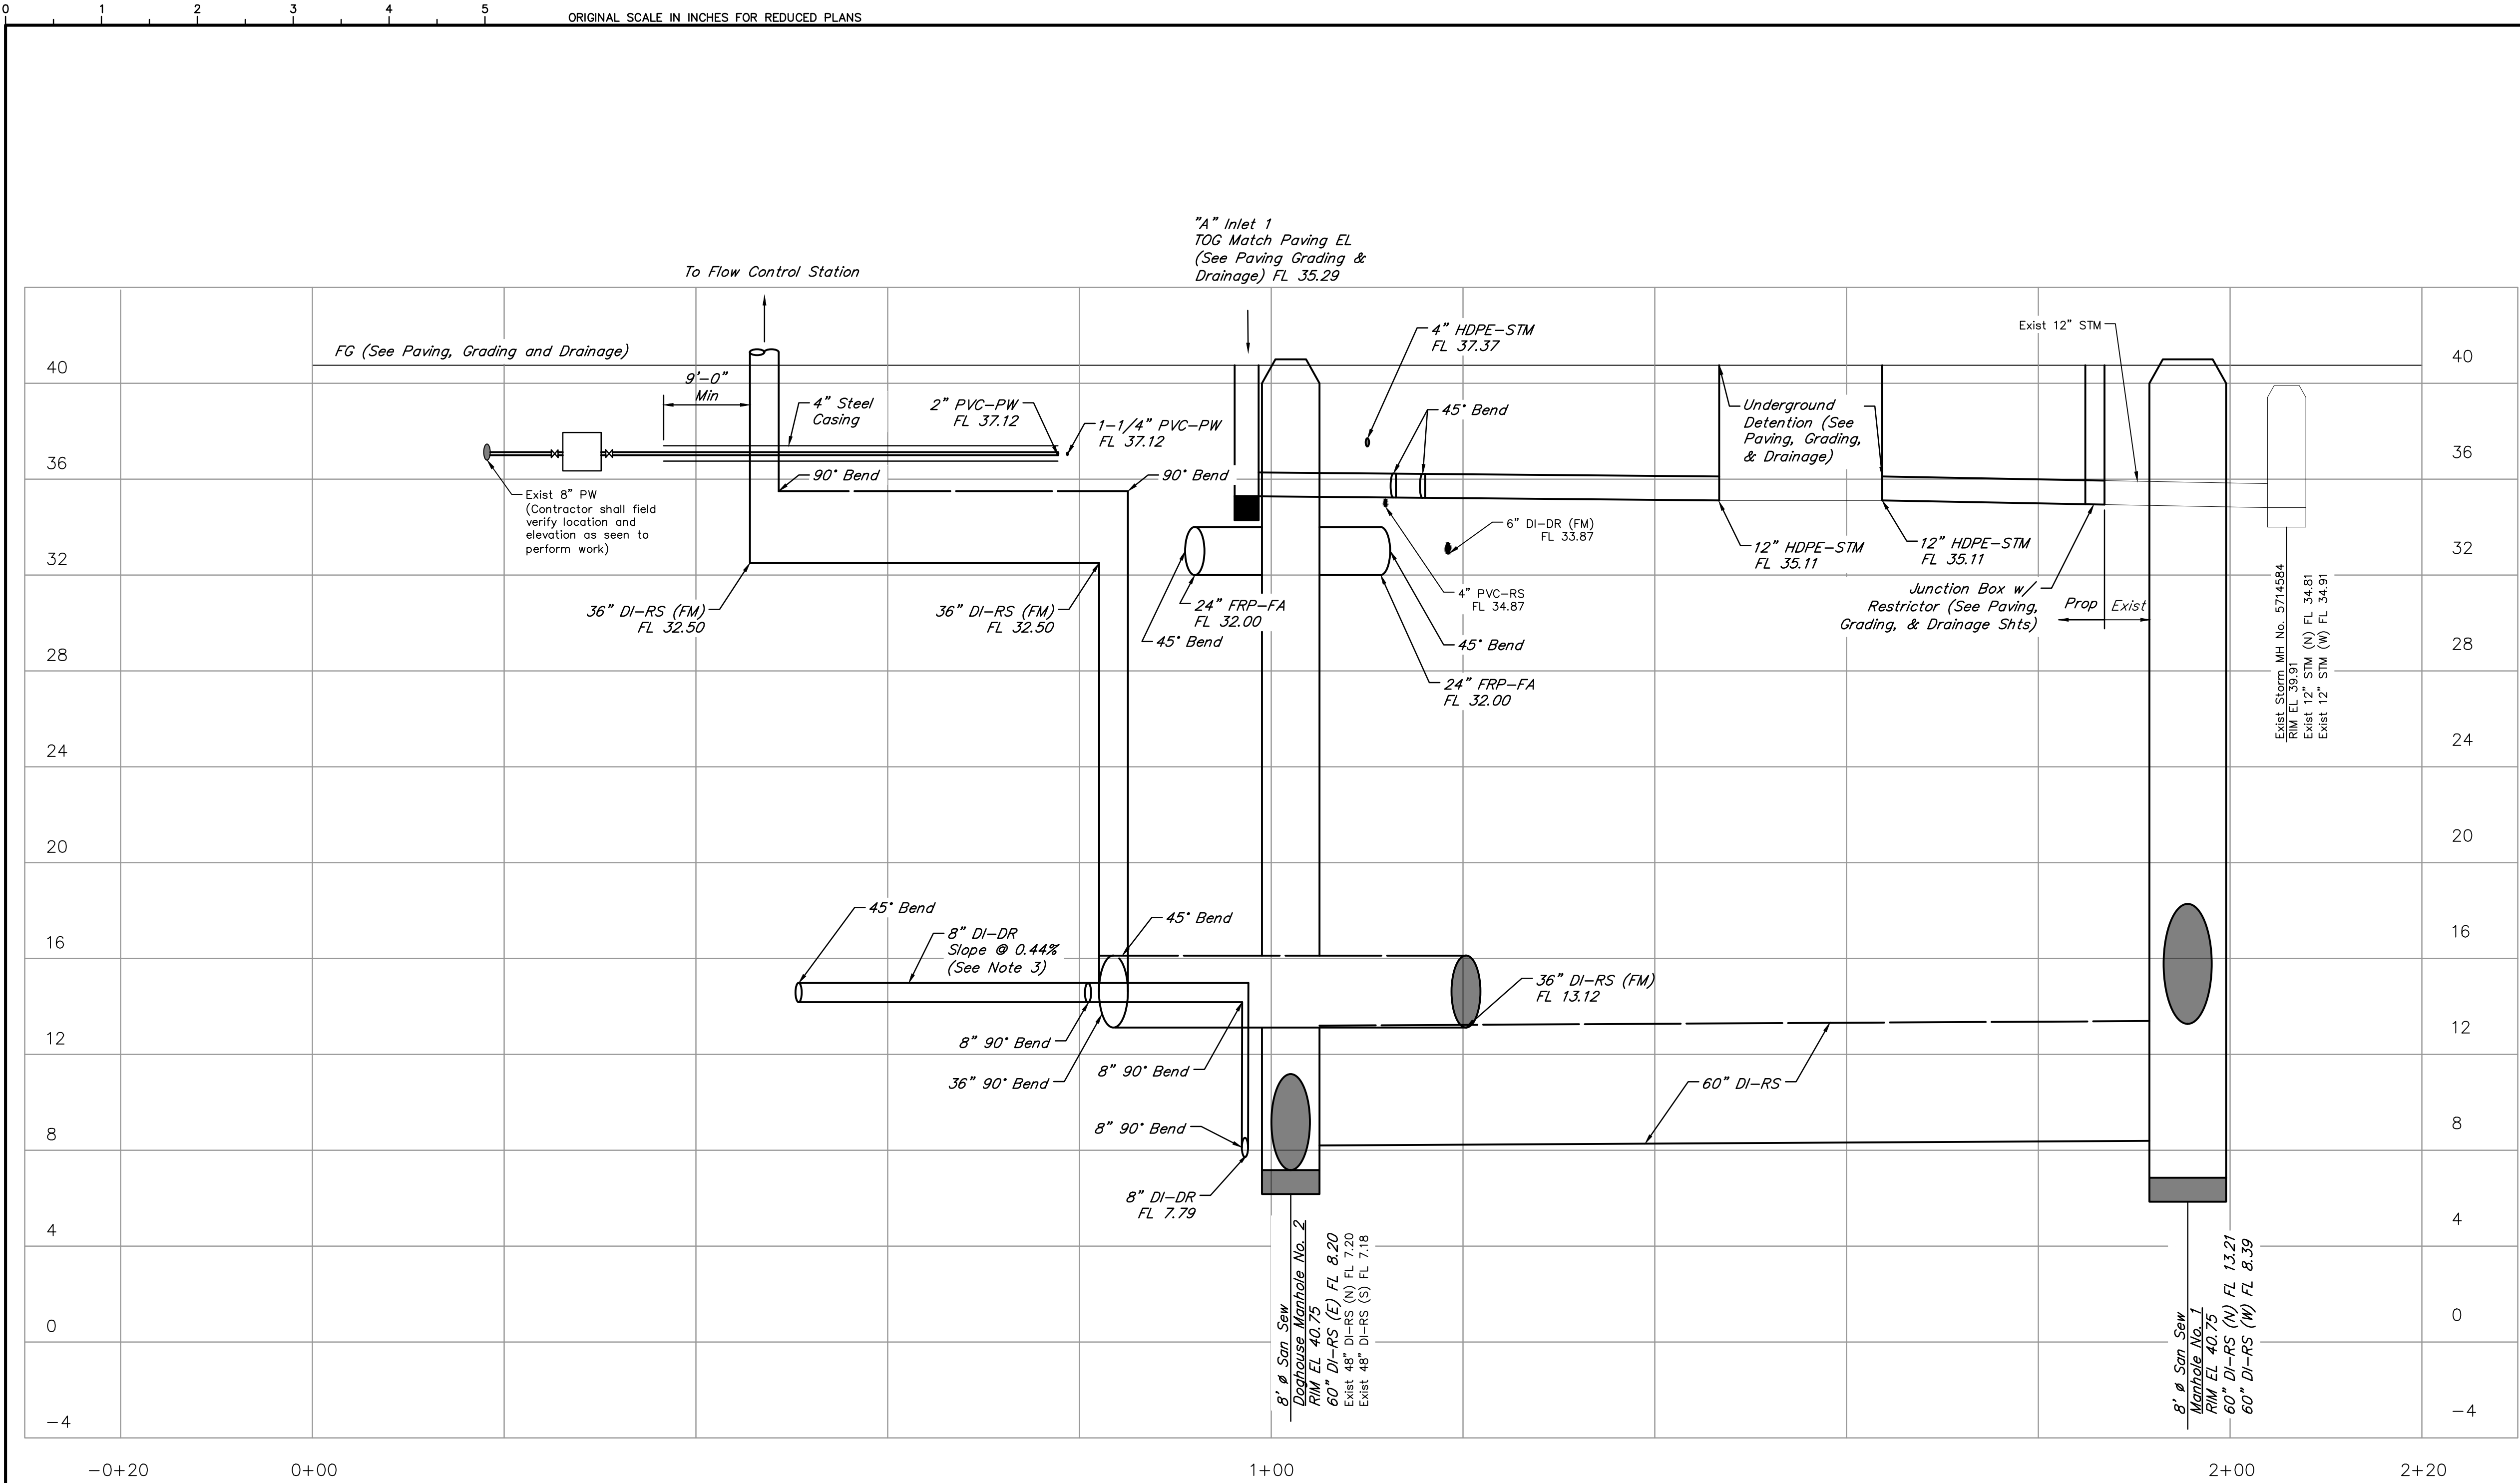 0 1 2 3 4 5
ORIGINAL SCALE IN INCHES FOR REDUCED PLANS
"A" Inlet 1
TOG Match Paving EL
(See Paving Grading &
Drainage) FL 35.29
To Flow Control Station
FG (See Paving, Grading and Drainage)
9'-0"
Min
4" Steel
Casing
2" PVC-PW
FL 37.12
1-1/4" PVC-PW
FL 37.12
4" HDPE-STM
FL 37.37
45° Bend
Underground
Detention (See
Paving, Grading,
& Drainage)
Exist 12" STM
90° Bend
90° Bend
Exist 8" PW
(Contractor shall field
verify location and
elevation as seen to
perform work)
6" DI-DR (FM)
FL 33.87
12" HDPE-STM
FL 35.11
12" HDPE-STM
FL 35.11
36" DI-RS (FM)
FL 32.50
36" DI-RS (FM)
FL 32.50
24" FRP-FA
FL 32.00
45° Bend
4" PVC-RS
FL 34.87
45° Bend
24" FRP-FA
FL 32.00
Junction Box w/
Restrictor (See Paving,
Grading, & Drainage Shts)
Prop
Exist
Exist Storm MH No. 5714584
RIM EL 39.91
Exist 12" STM (N) FL 34.81
Exist 12" STM (W) FL 34.91
45° Bend
8" DI-DR
Slope @ 0.44%
(See Note 3)
45° Bend
36" DI-RS (FM)
FL 13.12
8" 90° Bend
36" 90° Bend
8" 90° Bend
60" DI-RS
8" 90° Bend
8" DI-DR
FL 7.79
8' Ø San Sew
Doghouse Manhole No. 2
RIM EL 40.75
60" DI-RS (E) FL 8.20
Exist 48" DI-RS (N) FL 7.20
Exist 48" DI-RS (S) FL 7.18
8' Ø San Sew
Manhole No. 1
RIM EL 40.75
60" DI-RS (N) FL 13.21
60" DI-RS (W) FL 8.39
40
36
32
28
24
20
16
12
8
4
0
-4
40
36
32
28
24
20
16
12
8
4
0
-4
-0+20 0+00 1+00 2+00 2+20